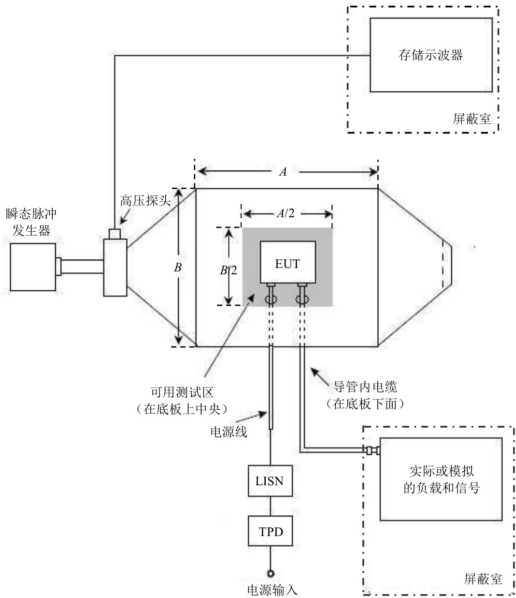 存储示波器
屏蔽室
A
高压探头
瞬态脉冲
发生器
A/2
B
B/2
EUT
可用测试区
（在底板上中央）
导管内电缆
（在底板下面）
电源线
LISN
实际或模拟
的负载和信号
TPD
屏蔽室
电源输入